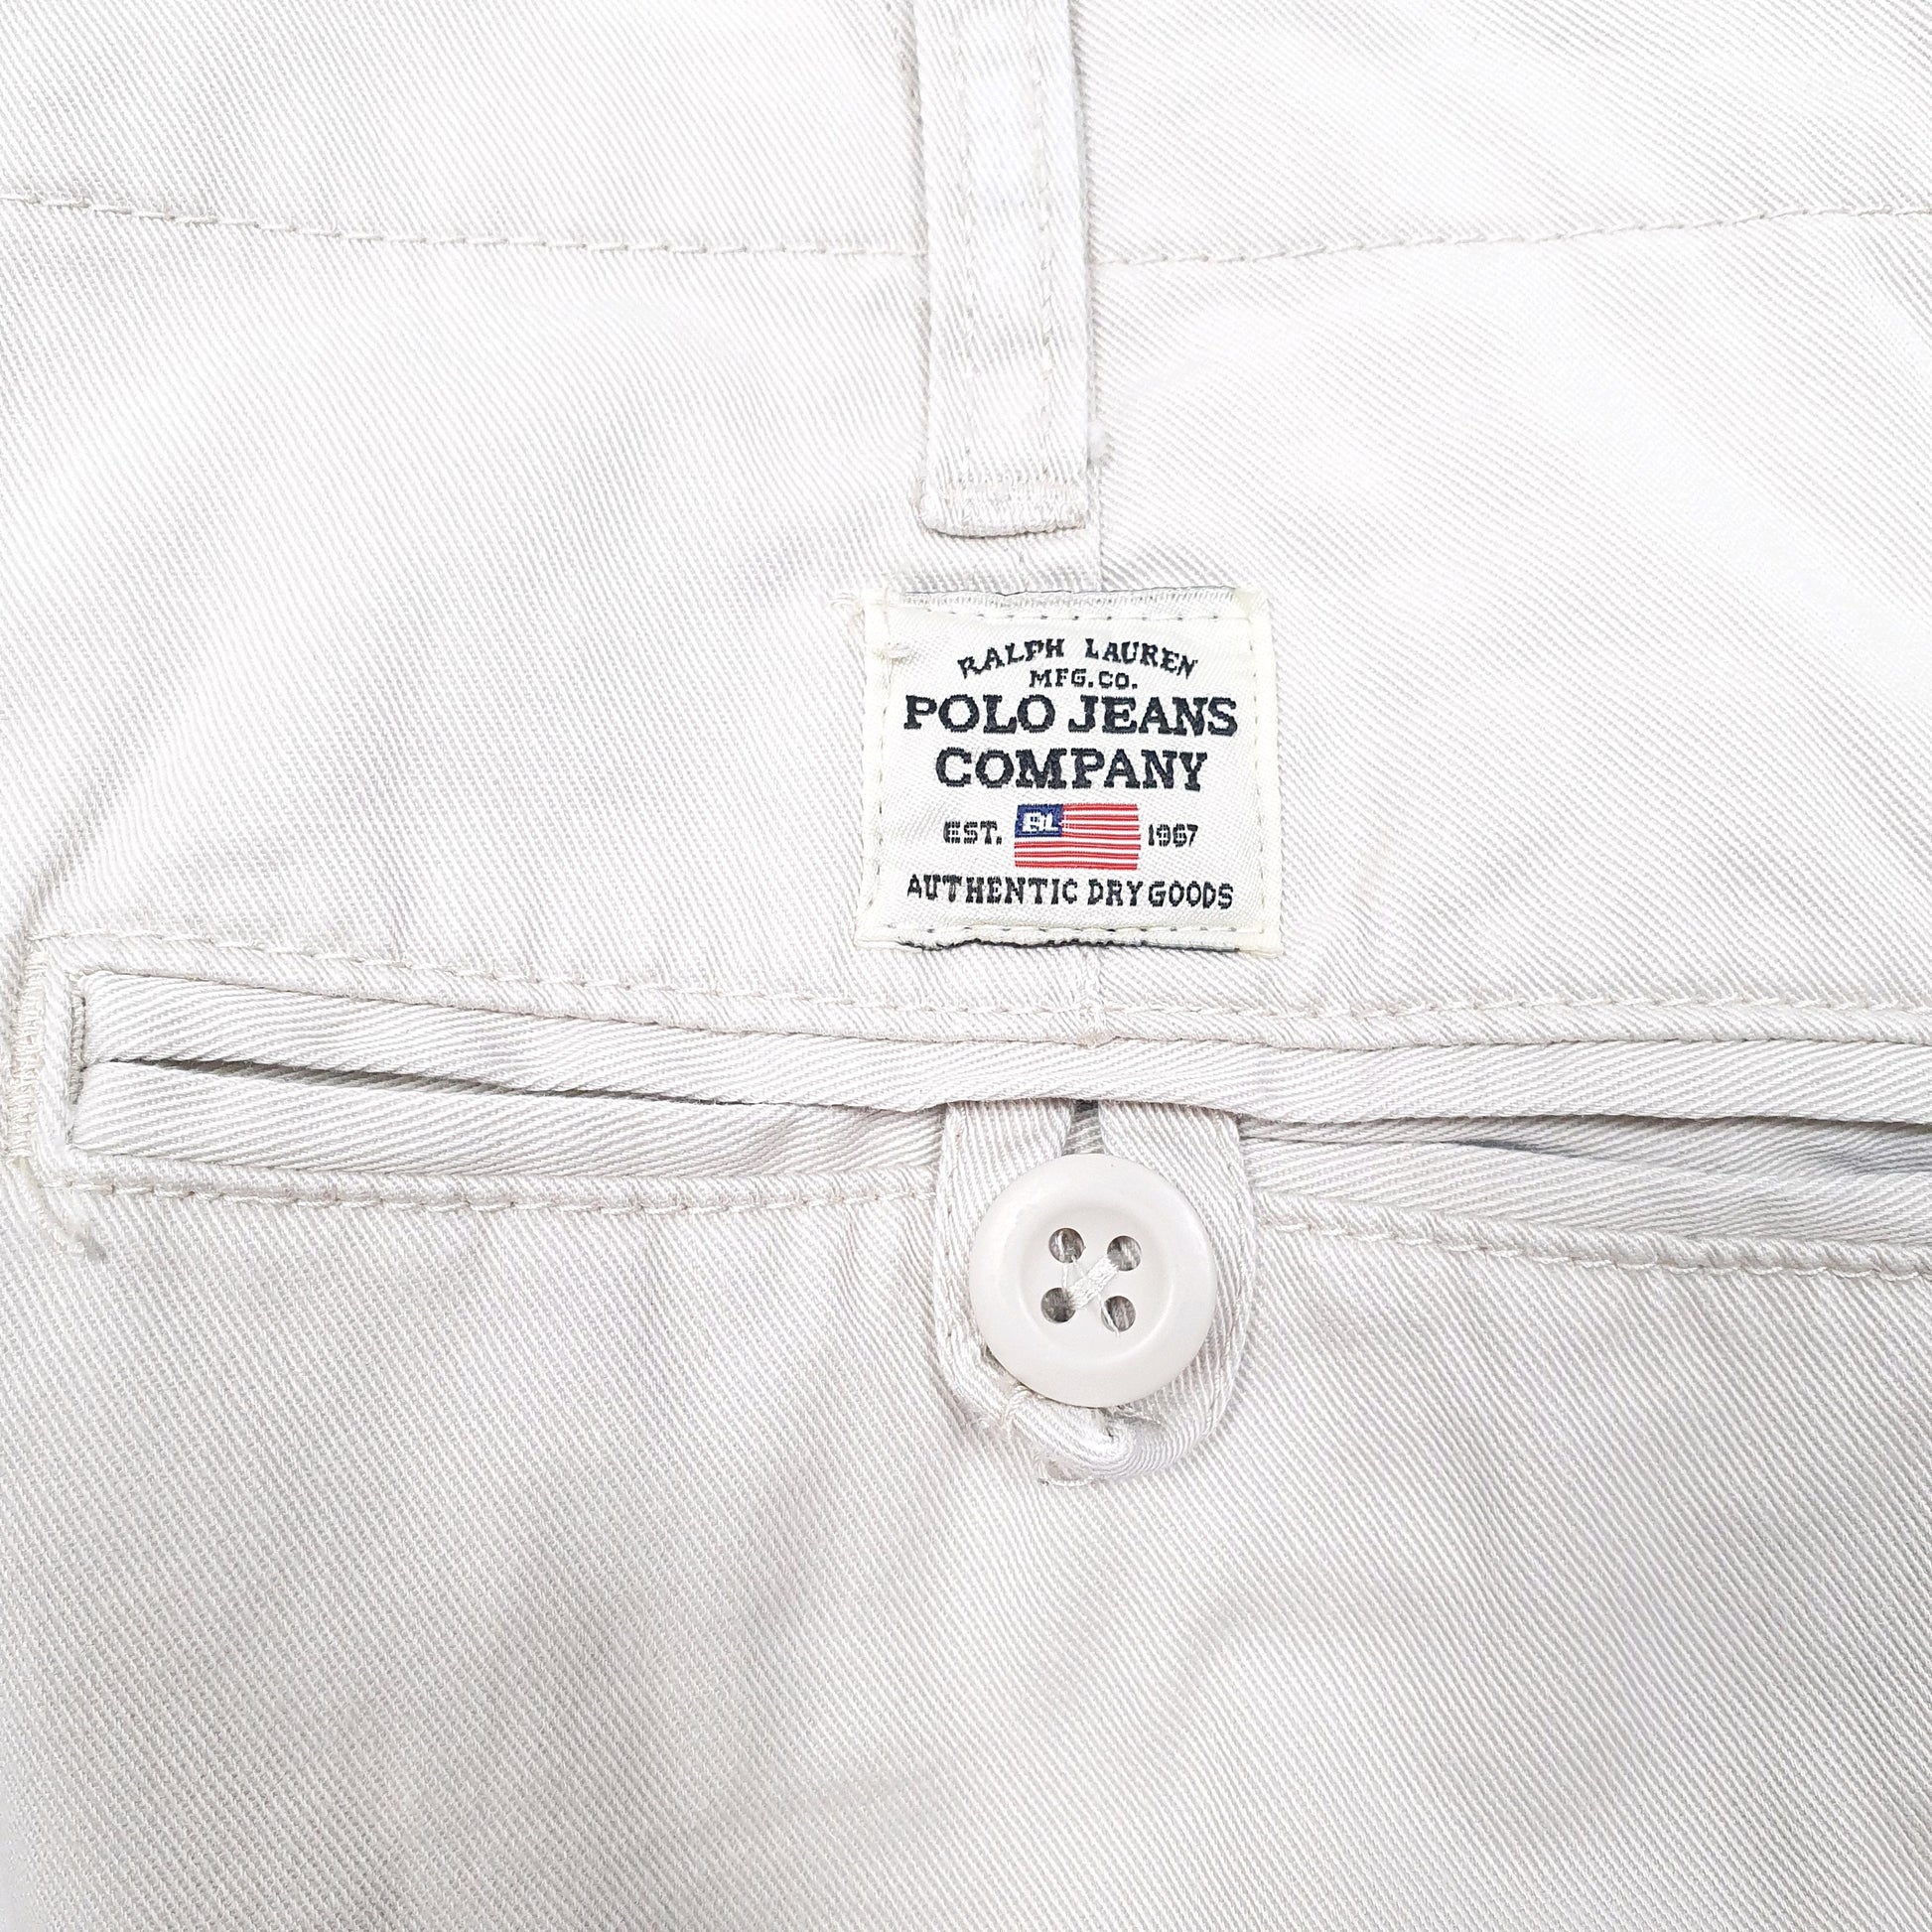 RALPH LAUREN
MFG.CO.
POLO JEANS
COMPANY
EST. RL 1967
AUTHENTIC DRY GOODS